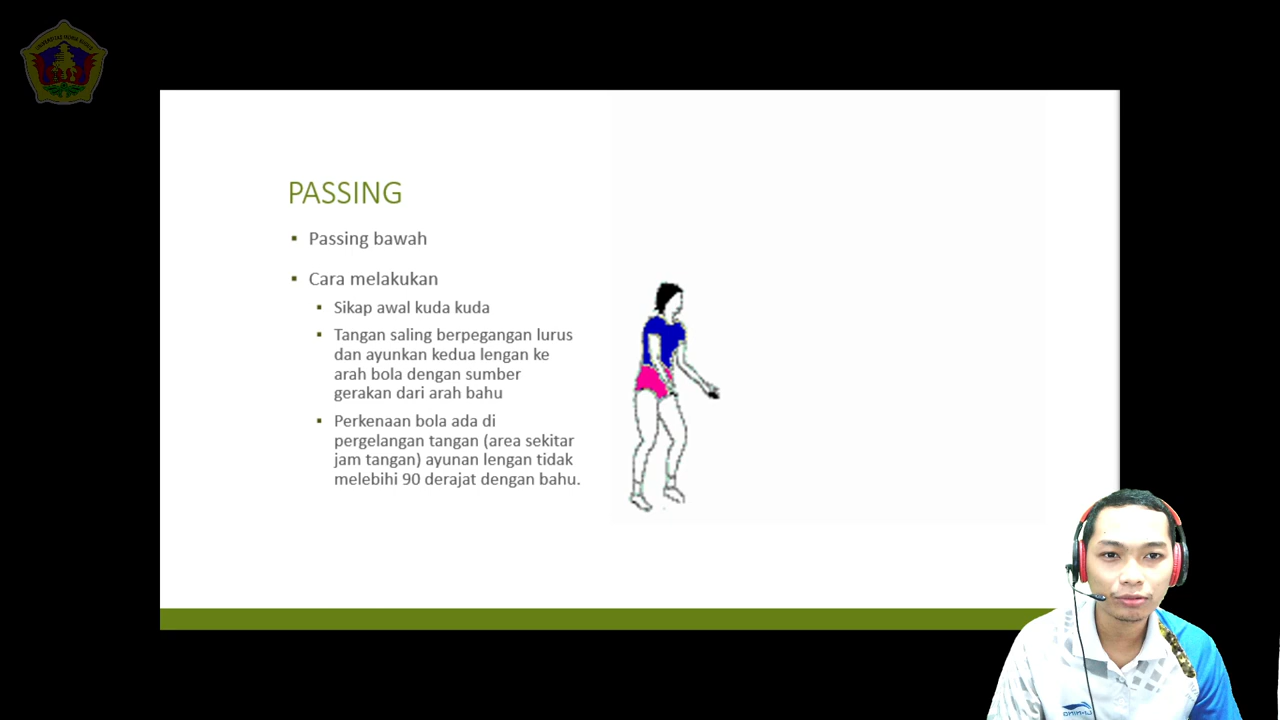 PASSING
▪ Passing bawah
▪ Cara melakukan
▪ Sikap awal kuda kuda
▪ Tangan saling berpegangan lurus
dan ayunkan kedua lengan ke
arah bola dengan sumber
gerakan dari arah bahu
▪ Perkenaan bola ada di
pergelangan tangan (area sekitar
jam tangan) ayunan lengan tidak
melebihi 90 derajat dengan bahu.